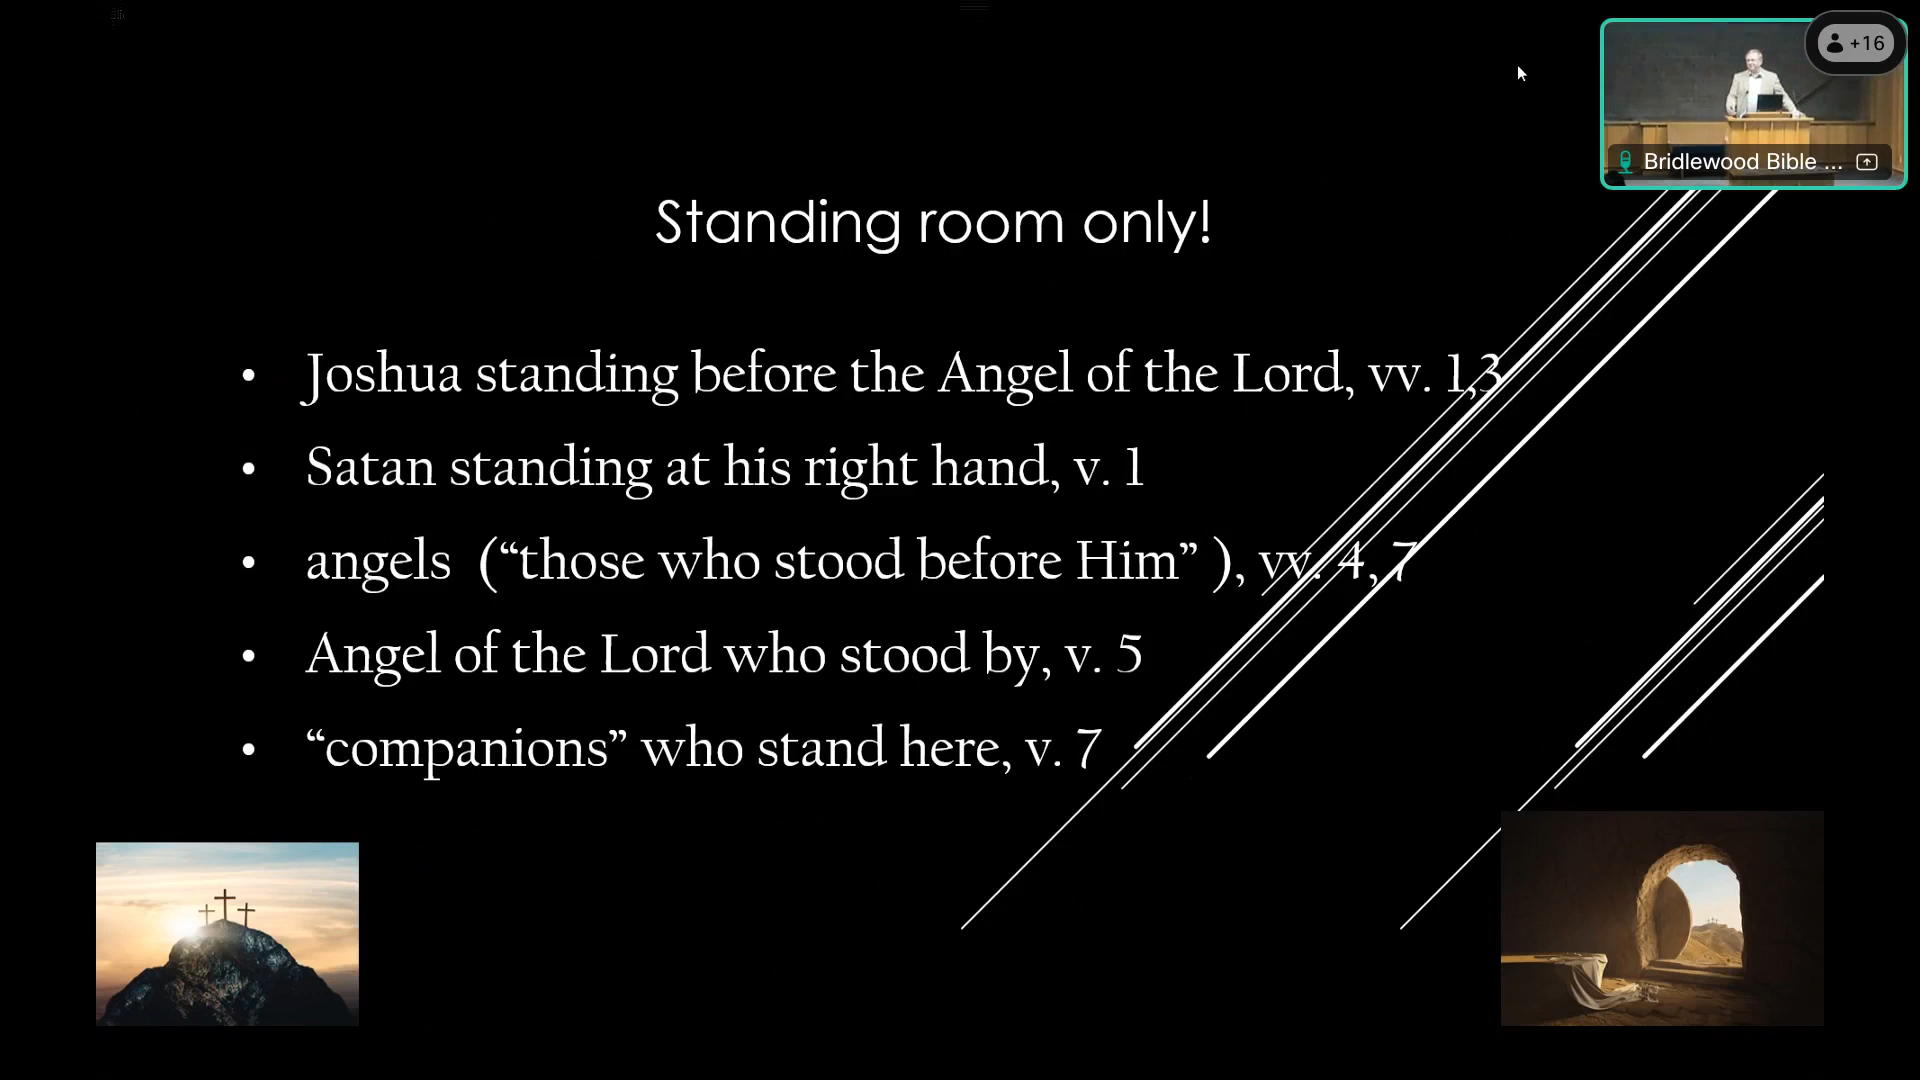 +16
Bridlewood Bible ...
Standing room only!
• Joshua standing before the Angel of the Lord, vv. 1,3
• Satan standing at his right hand, v. 1
• angels (“those who stood before Him” ), vv. 4, 7
• Angel of the Lord who stood by, v. 5
• “companions” who stand here, v. 7